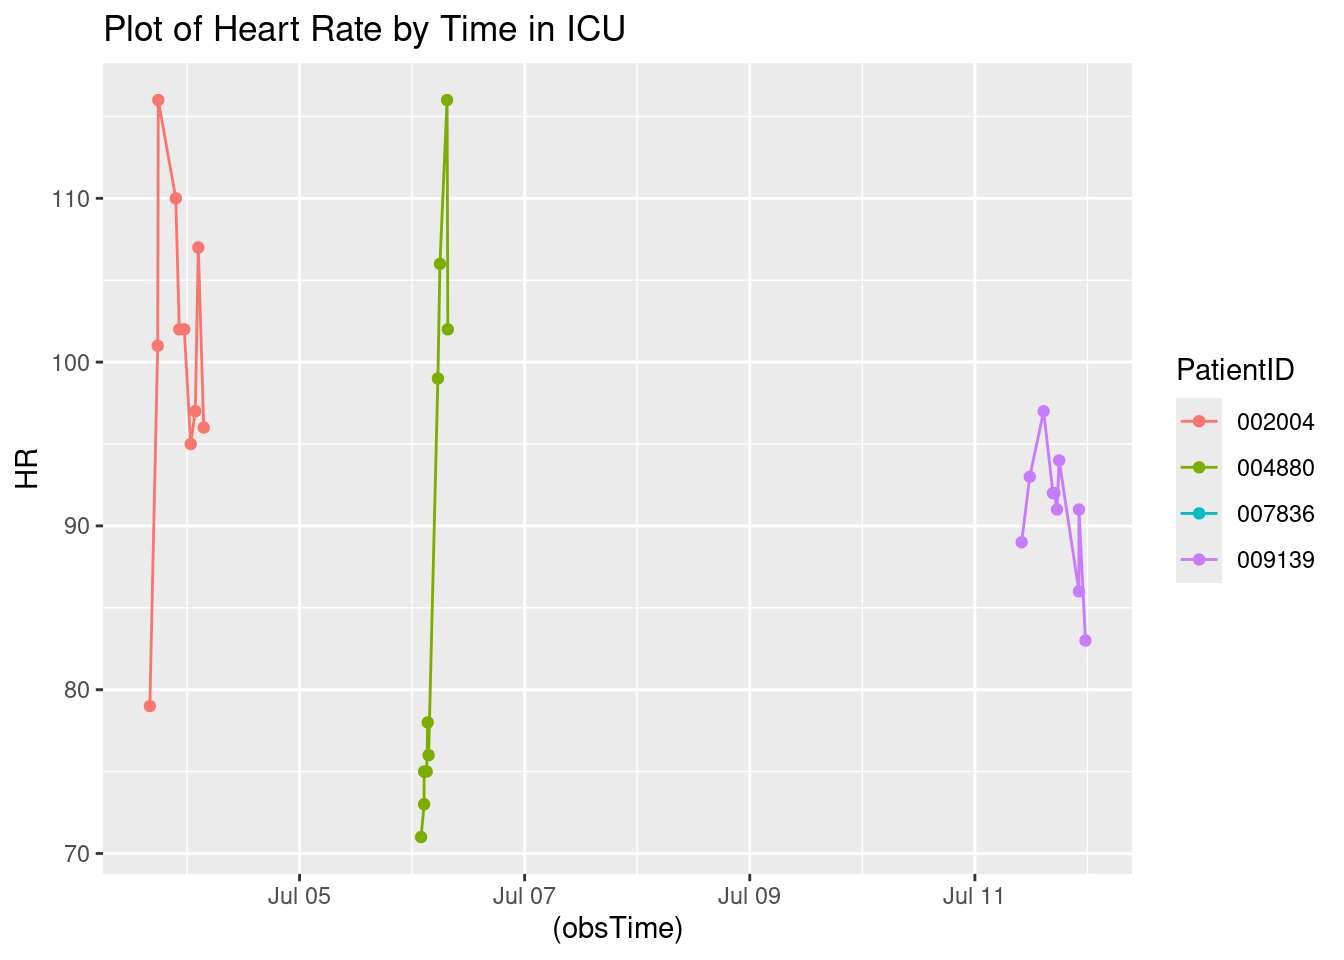 Plot of Heart Rate by Time in ICU
110
100
90
80
70
HR
Jul 05
Jul 07
Jul 09
Jul 11
(obsTime)
PatientID
002004
004880
007836
009139